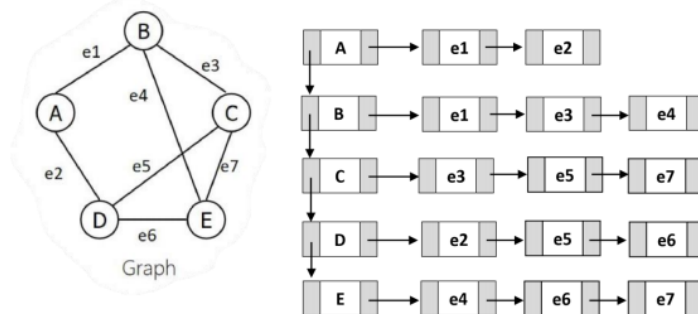 B
e1
e3
e4
A
C
e5
e7
e2
D
E
e6
Graph
A e1 e2
B e1 e3 e4
C e3 e5 e7
D e2 e5 e6
E e4 e6 e7